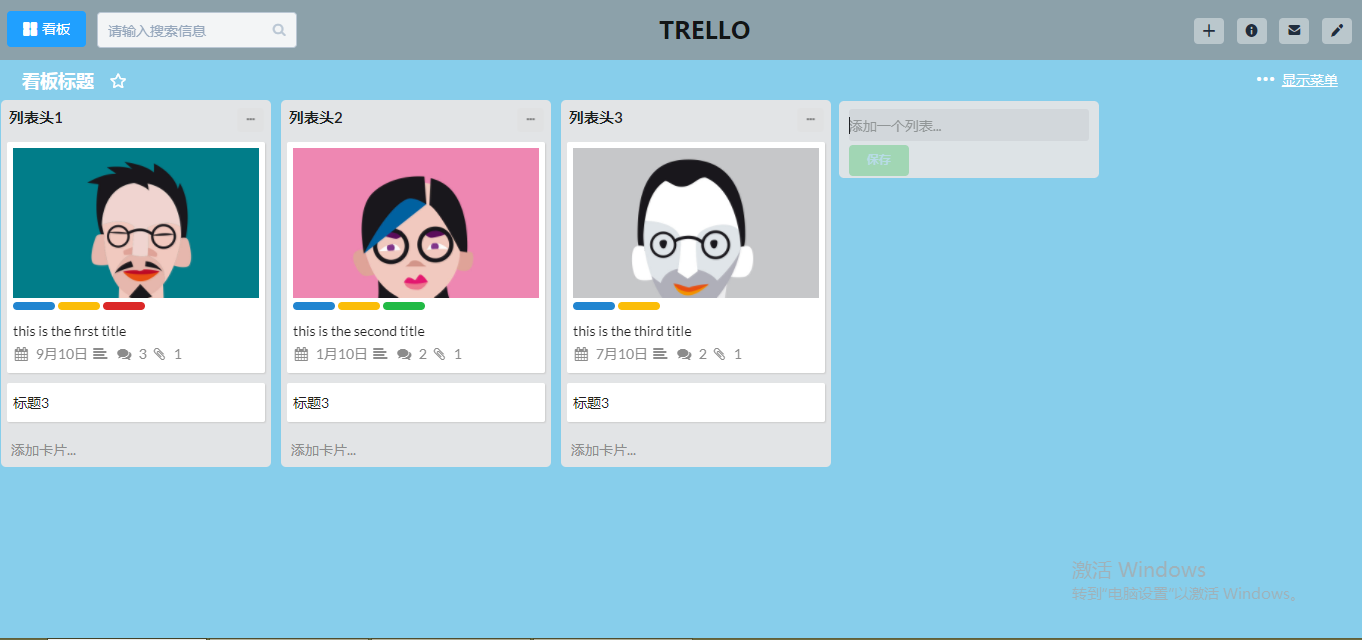 看板
请输入搜索信息
TRELLO
看板标题
显示菜单
列表头1
this is the first title
9月10日 3 1
标题3
添加卡片...
列表头2
this is the second title
1月10日 2 1
标题3
添加卡片...
列表头3
this is the third title
7月10日 2 1
标题3
添加卡片...
添加一个列表...
保存
激活 Windows
转到"电脑设置"以激活 Windows。